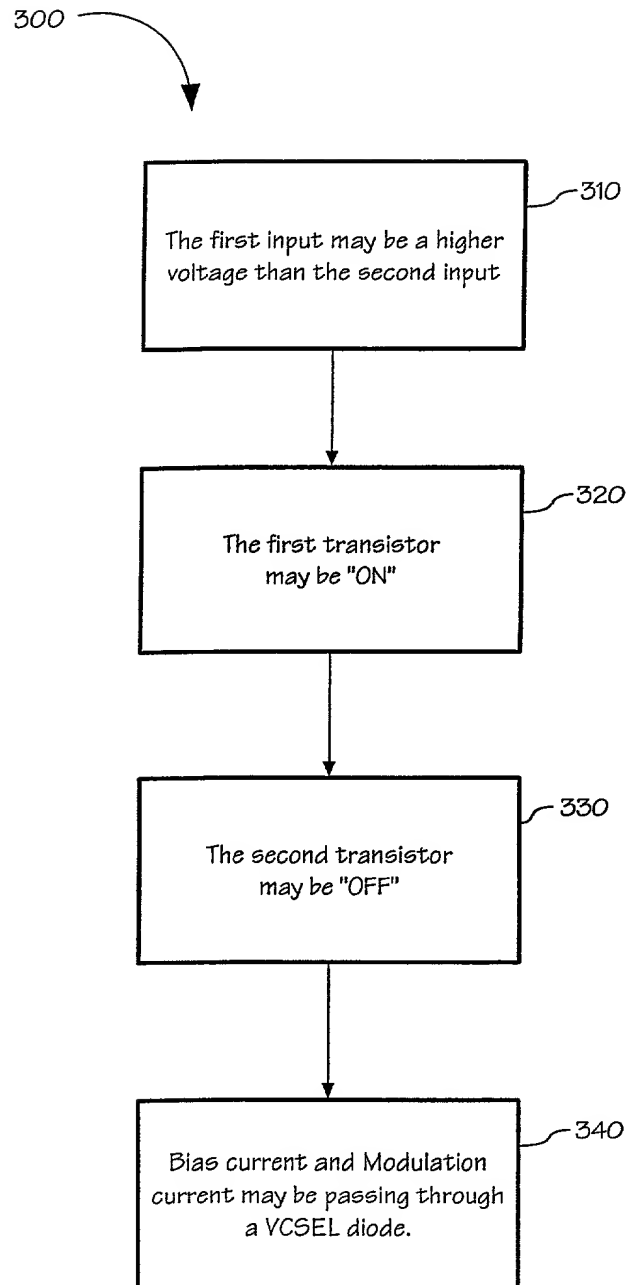 300
310
The first input may be a higher
voltage than the second input
320
The first transistor
may be "ON"
330
The second transistor
may be "OFF"
340
Bias current and Modulation
current may be passing through
a VCSEL diode.